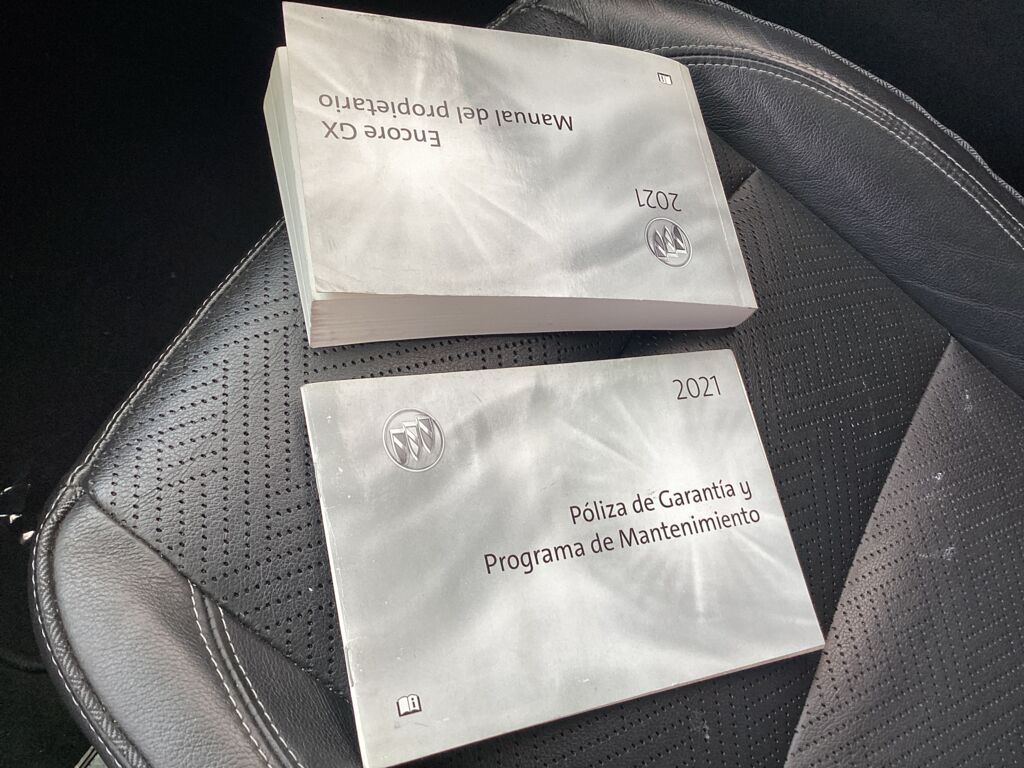 Encore GX
Manual del propietario
2021
2021
Póliza de Garantía y
Programa de Mantenimiento